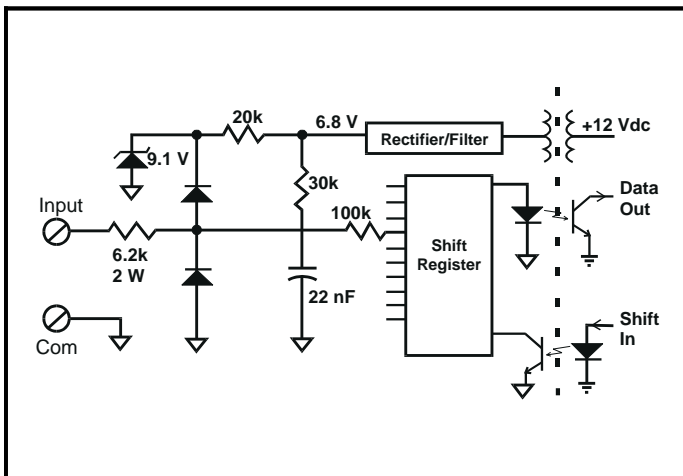 20k
6.8 V
Rectifier/Filter
+12 Vdc
9.1 V
30k
Input
100k
Data
Out
6.2k
2 W
Shift
Register
22 nF
Com
Shift
In